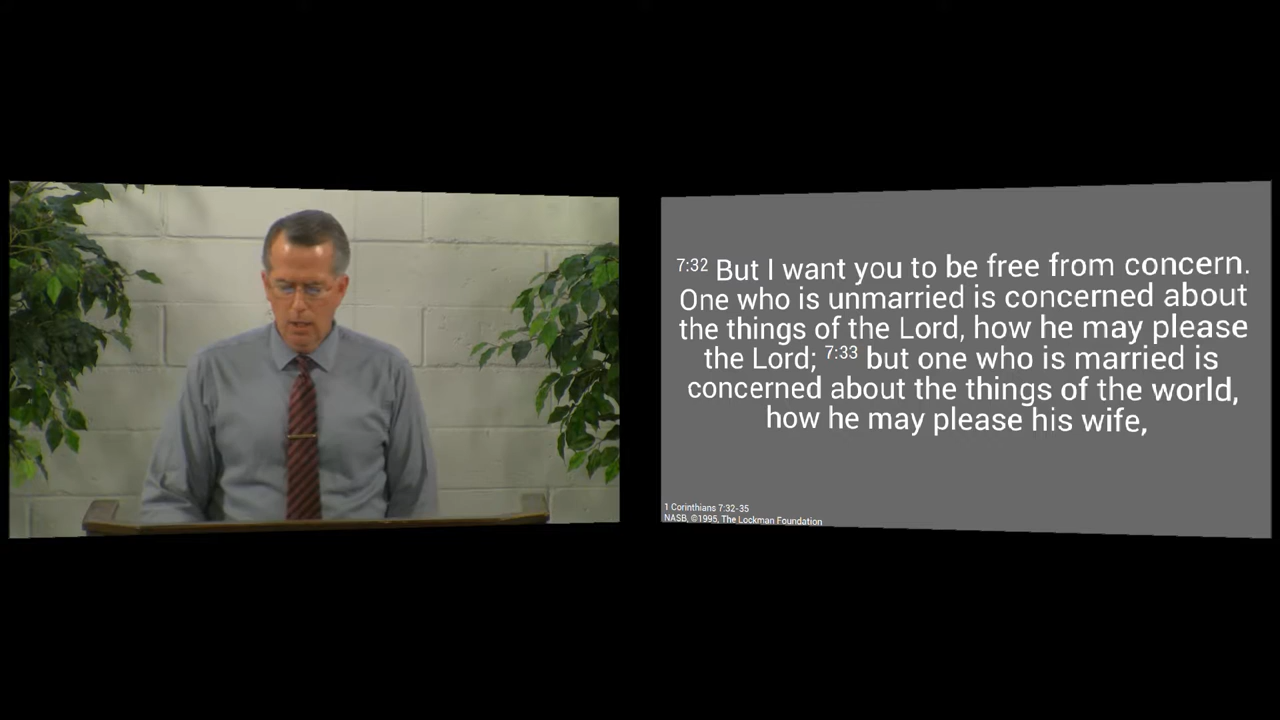 7:32 But I want you to be free from concern.
One who is unmarried is concerned about
the things of the Lord, how he may please
the Lord; 7:33 but one who is married is
concerned about the things of the world,
how he may please his wife,
1 Corinthians 7:32-35
NASB, ©1995, The Lockman Foundation